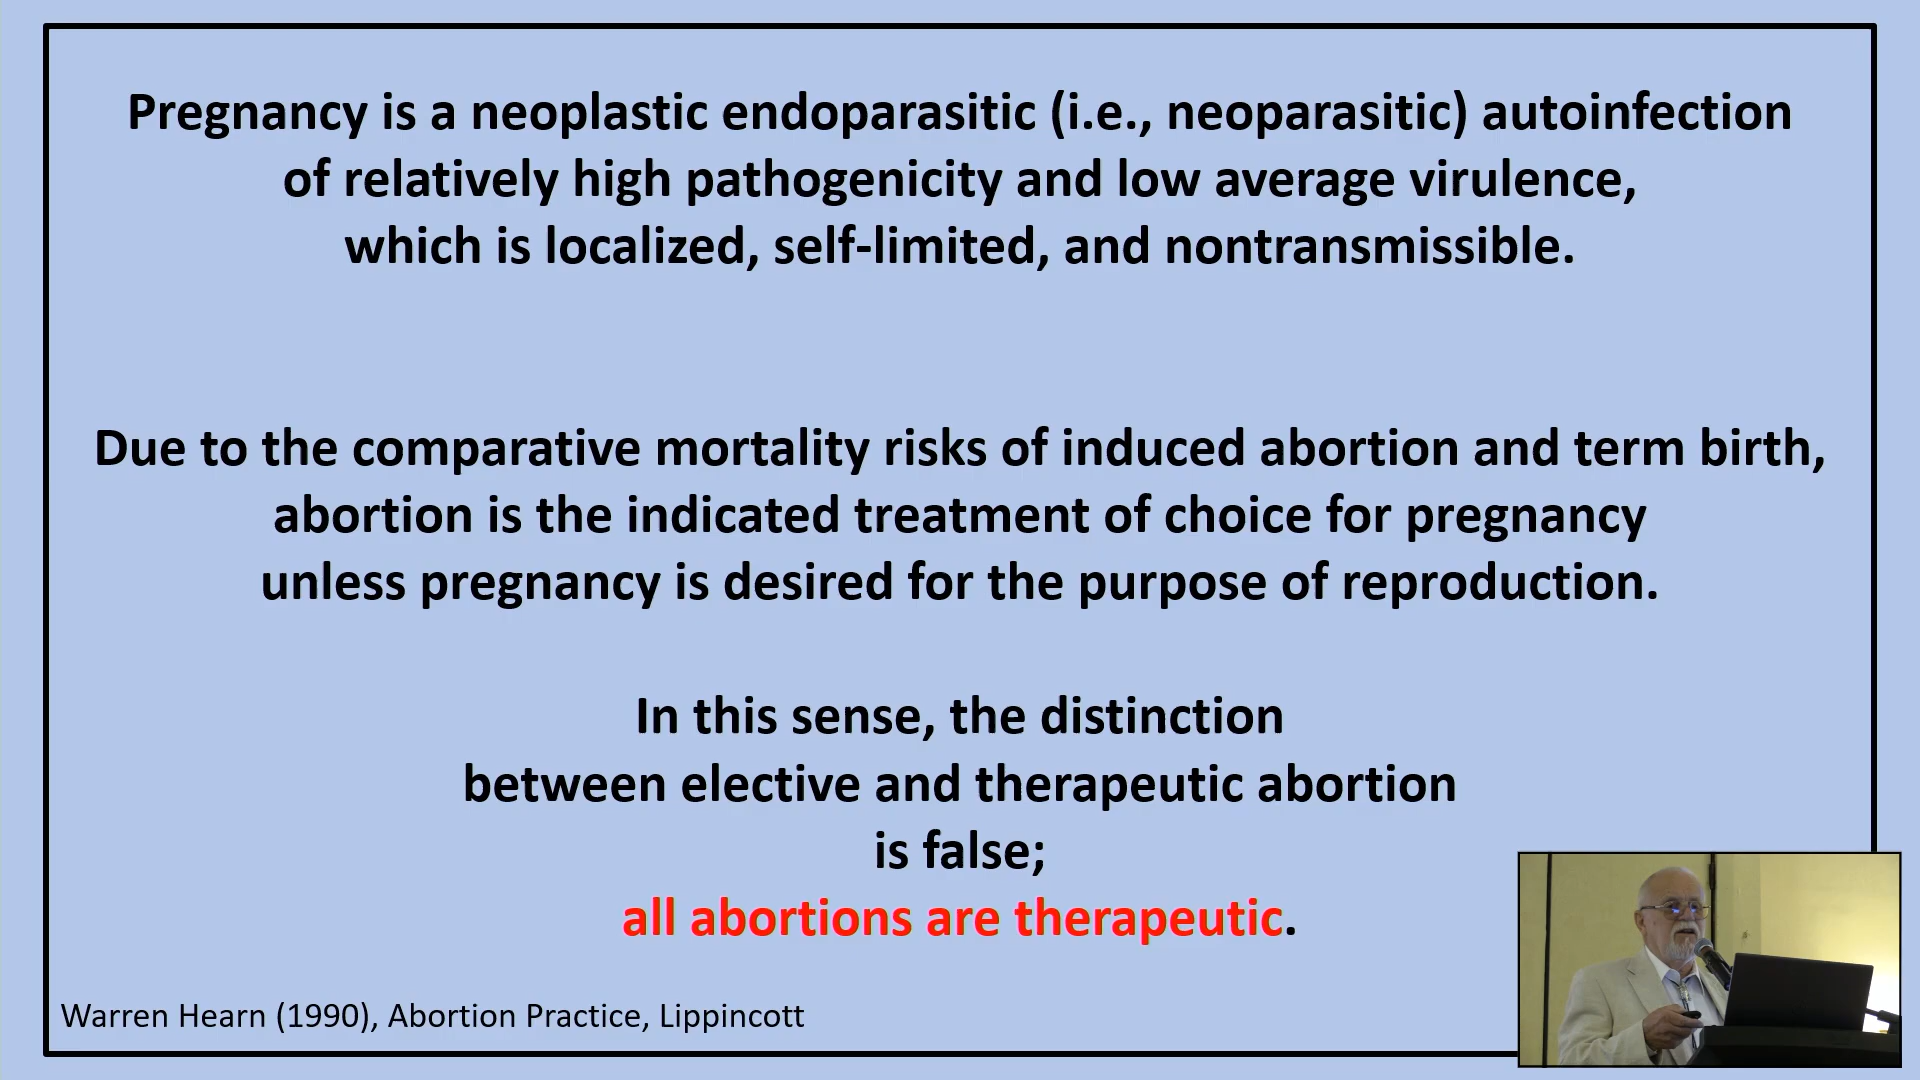 Pregnancy is a neoplastic endoparasitic (i.e., neoparasitic) autoinfection
of relatively high pathogenicity and low average virulence,
which is localized, self-limited, and nontransmissible.
Due to the comparative mortality risks of induced abortion and term birth,
abortion is the indicated treatment of choice for pregnancy
unless pregnancy is desired for the purpose of reproduction.
In this sense, the distinction
between elective and therapeutic abortion
is false;
all abortions are therapeutic.
Warren Hearn (1990), Abortion Practice, Lippincott